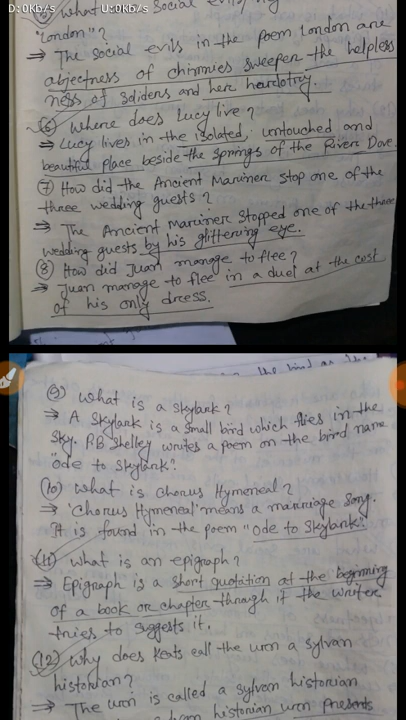 D:0Kb/s U:0Kb/s
What social evils
"London"?
⇒ The social evils in the poem London are
abjectness of chimnies sweeper the helpless
ness of soldiers and her
(6) Where does Lucy live?
⇒ Lucy lives in the isolated, untouched and
beautiful place beside the springs of the River Dove.
(7) How did the Ancient Mariner stop one of the
three wedding guests?
⇒ The Ancient Mariner stopped one of the three
wedding guests by his glittering eye.
(8) How did Juan manage to flee?
⇒ Juan manage to flee in a duel at the cost
of his only dress.
the bird as the
(9) What is a Skylark?
⇒ A Skylark is a small bird which flies in the
sky. P.B Shelley writes a poem on the bird name
"Ode to Skylark".
(10) What is Chorus Hymeneal?
⇒ 'Chorus Hymeneal' means a marriage song.
It is found in the poem "Ode to Skylark"
(11) What is an epigraph?
⇒ Epigraph is a short quotation at the beginning
of a book or chapter through it the writer
tries to suggests it.
(12) Why does Keats call the urn a sylvan
historian?
⇒ The urn is called a sylvan historian
historian urn presents